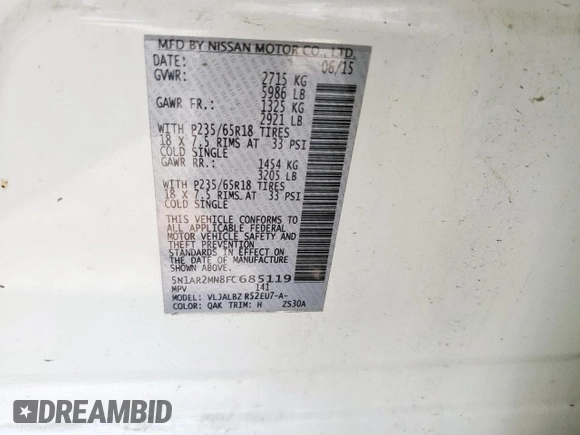 MFD BY NISSAN MOTOR CO., LTD.
DATE: 06/15
GVWR: 2715 KG
5986 LB
GAWR FR.: 1325 KG
2921 LB
WITH P235/65R18 TIRES
18 X 7.5 RIMS AT 33 PSI
COLD SINGLE
GAWR RR.: 1454 KG
3205 LB
WITH P235/65R18 TIRES
18 X 7.5 RIMS AT 33 PSI
COLD SINGLE
THIS VEHICLE CONFORMS TO
ALL APPLICABLE FEDERAL
MOTOR VEHICLE SAFETY AND
THEFT PREVENTION
STANDARDS IN EFFECT ON
THE DATE OF MANUFACTURE
SHOWN ABOVE.
5N1AR2MN8FC685119
MPV 141
MODEL: VLJALBZ R52EU7-A-
COLOR: QAK TRIM: H ZS30A
DREAMBID